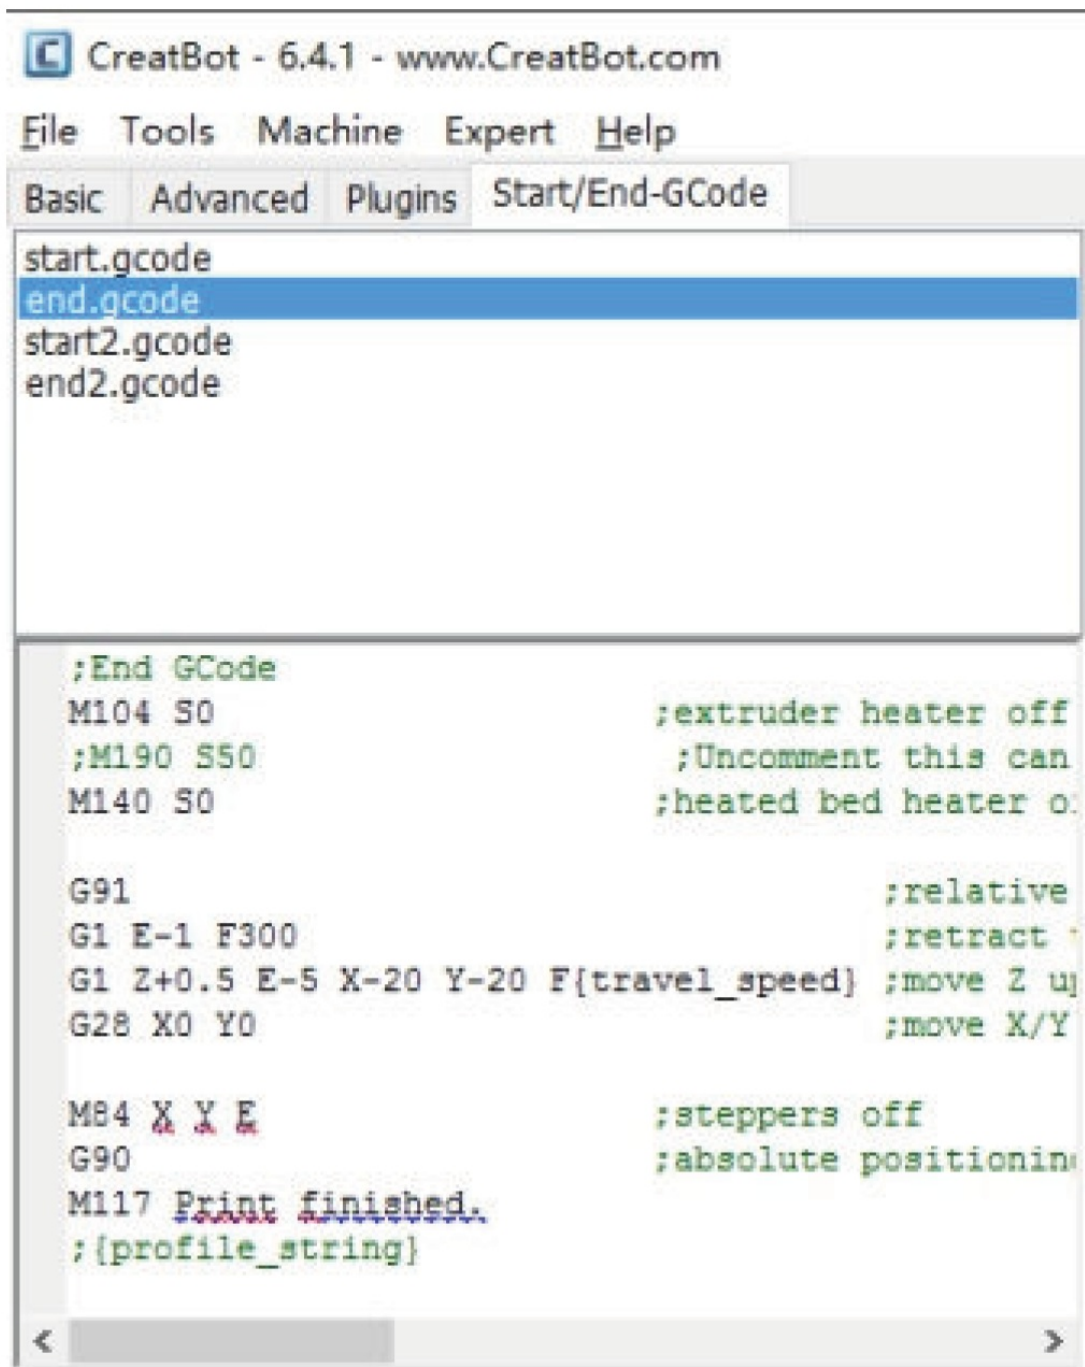 CreatBot - 6.4.1 - www.CreatBot.com
File Tools Machine Expert Help
Basic Advanced Plugins Start/End-GCode
start.gcode
end.gcode
start2.gcode
end2.gcode
;End GCode
M104 S0 ;extruder heater off
;M190 S50 ;Uncomment this can
M140 S0 ;heated bed heater
G91 ;relative
G1 E-1 F300 ;retract
G1 Z+0.5 E-5 X-20 Y-20 F{travel_speed} ;move Z
G28 X0 Y0 ;move X/Y
M84 X Y E ;steppers off
G90 ;absolute
M117 Print finished.
;{profile_string}